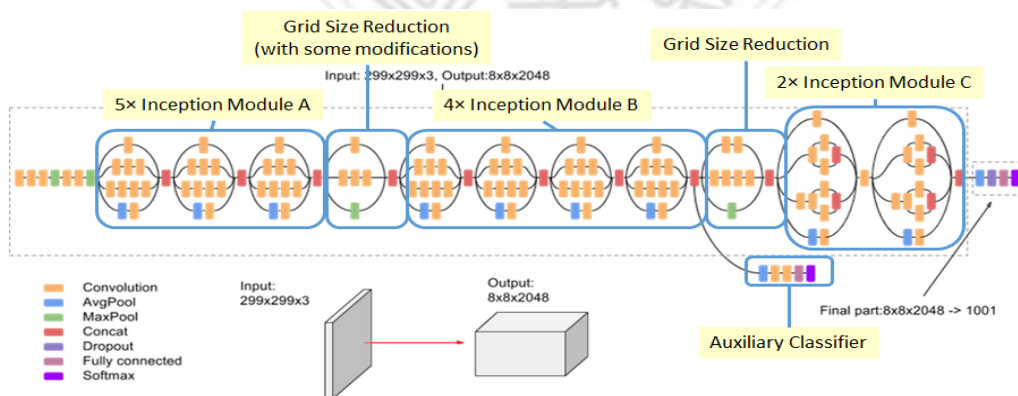 Grid Size Reduction
(with some modifications)
Grid Size Reduction
Input: 299x299x3, Output:8x8x2048
2× Inception Module C
5× Inception Module A
4× Inception Module B
Convolution
AvgPool
MaxPool
Concat
Dropout
Fully connected
Softmax
Input:
299x299x3
Output:
8x8x2048
Final part:8x8x2048 -> 1001
Auxiliary Classifier